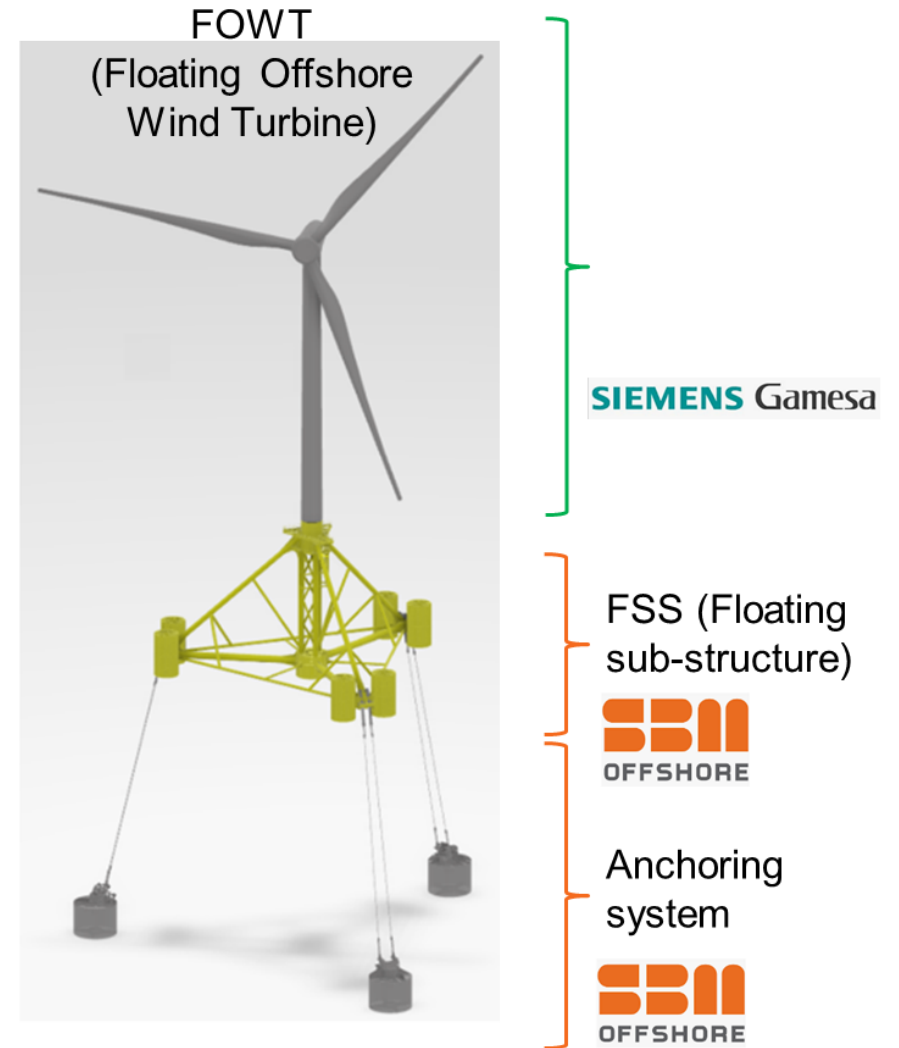 FOWT
(Floating Offshore
Wind Turbine)
SIEMENS Gamesa
FSS (Floating
sub-structure)
SBM
OFFSHORE
Anchoring
system
SBM
OFFSHORE